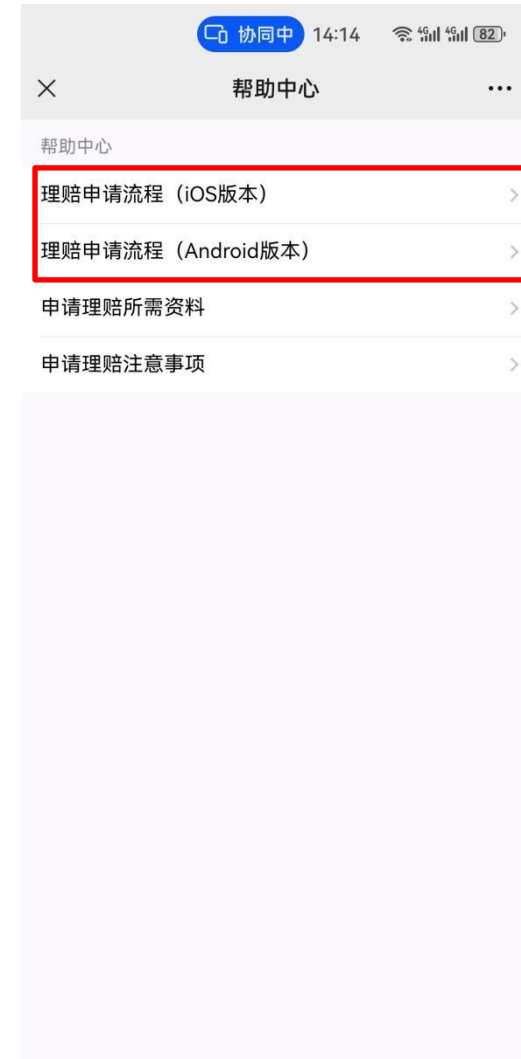 协同中 14:14 4G 4G 82
帮助中心
帮助中心
理赔申请流程（iOS版本）
理赔申请流程（Android版本）
申请理赔所需资料
申请理赔注意事项